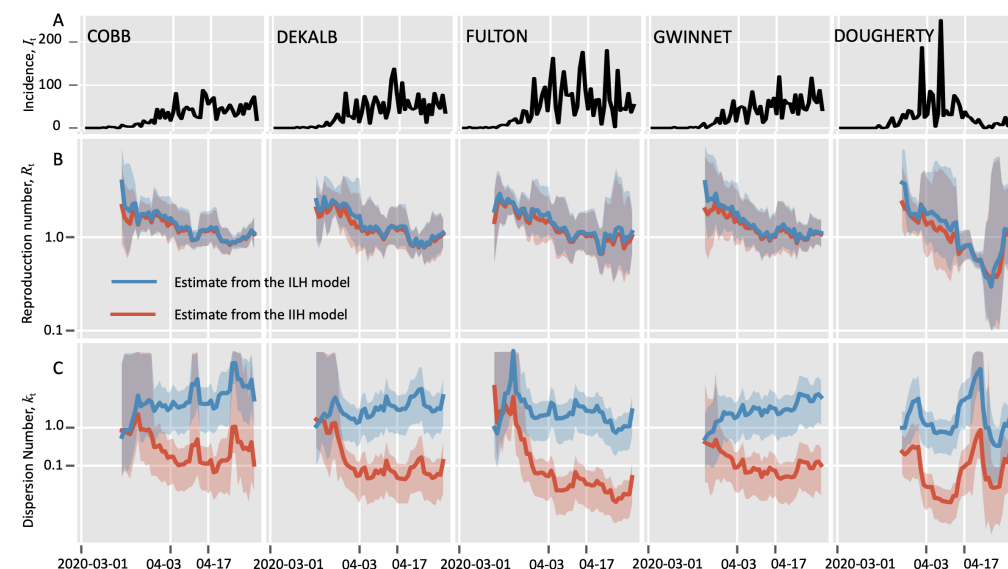 A
COBB
DEKALB
FULTON
GWINNET
DOUGHERTY
Incidence, It
200
100
0
B
Reproducction number, Rt
1.0
0.1
Estimate from the ILH model
Estimate from the IIH model
C
Dispersion Number, kt
1.0
0.1
2020-03-01 04-03 04-17 2020-03-01 04-03 04-17 2020-03-01 04-03 04-17 2020-03-01 04-03 04-17 2020-03-01 04-03 04-17